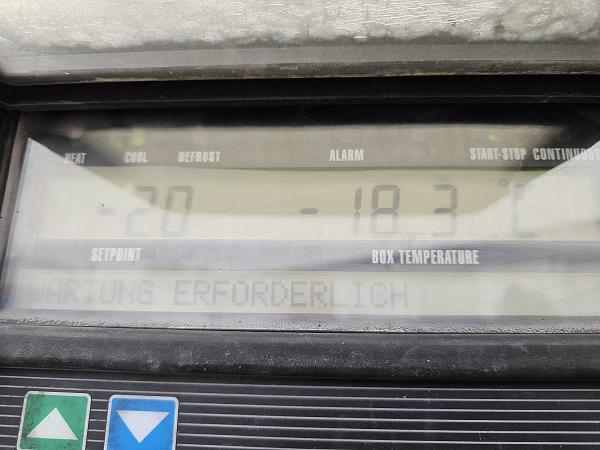 HEAT COOL DEFROST ALARM START-STOP CONTINUOUS
-20 -18.3 °C
SETPOINT BOX TEMPERATURE
WARTUNG ERFORDERLICH